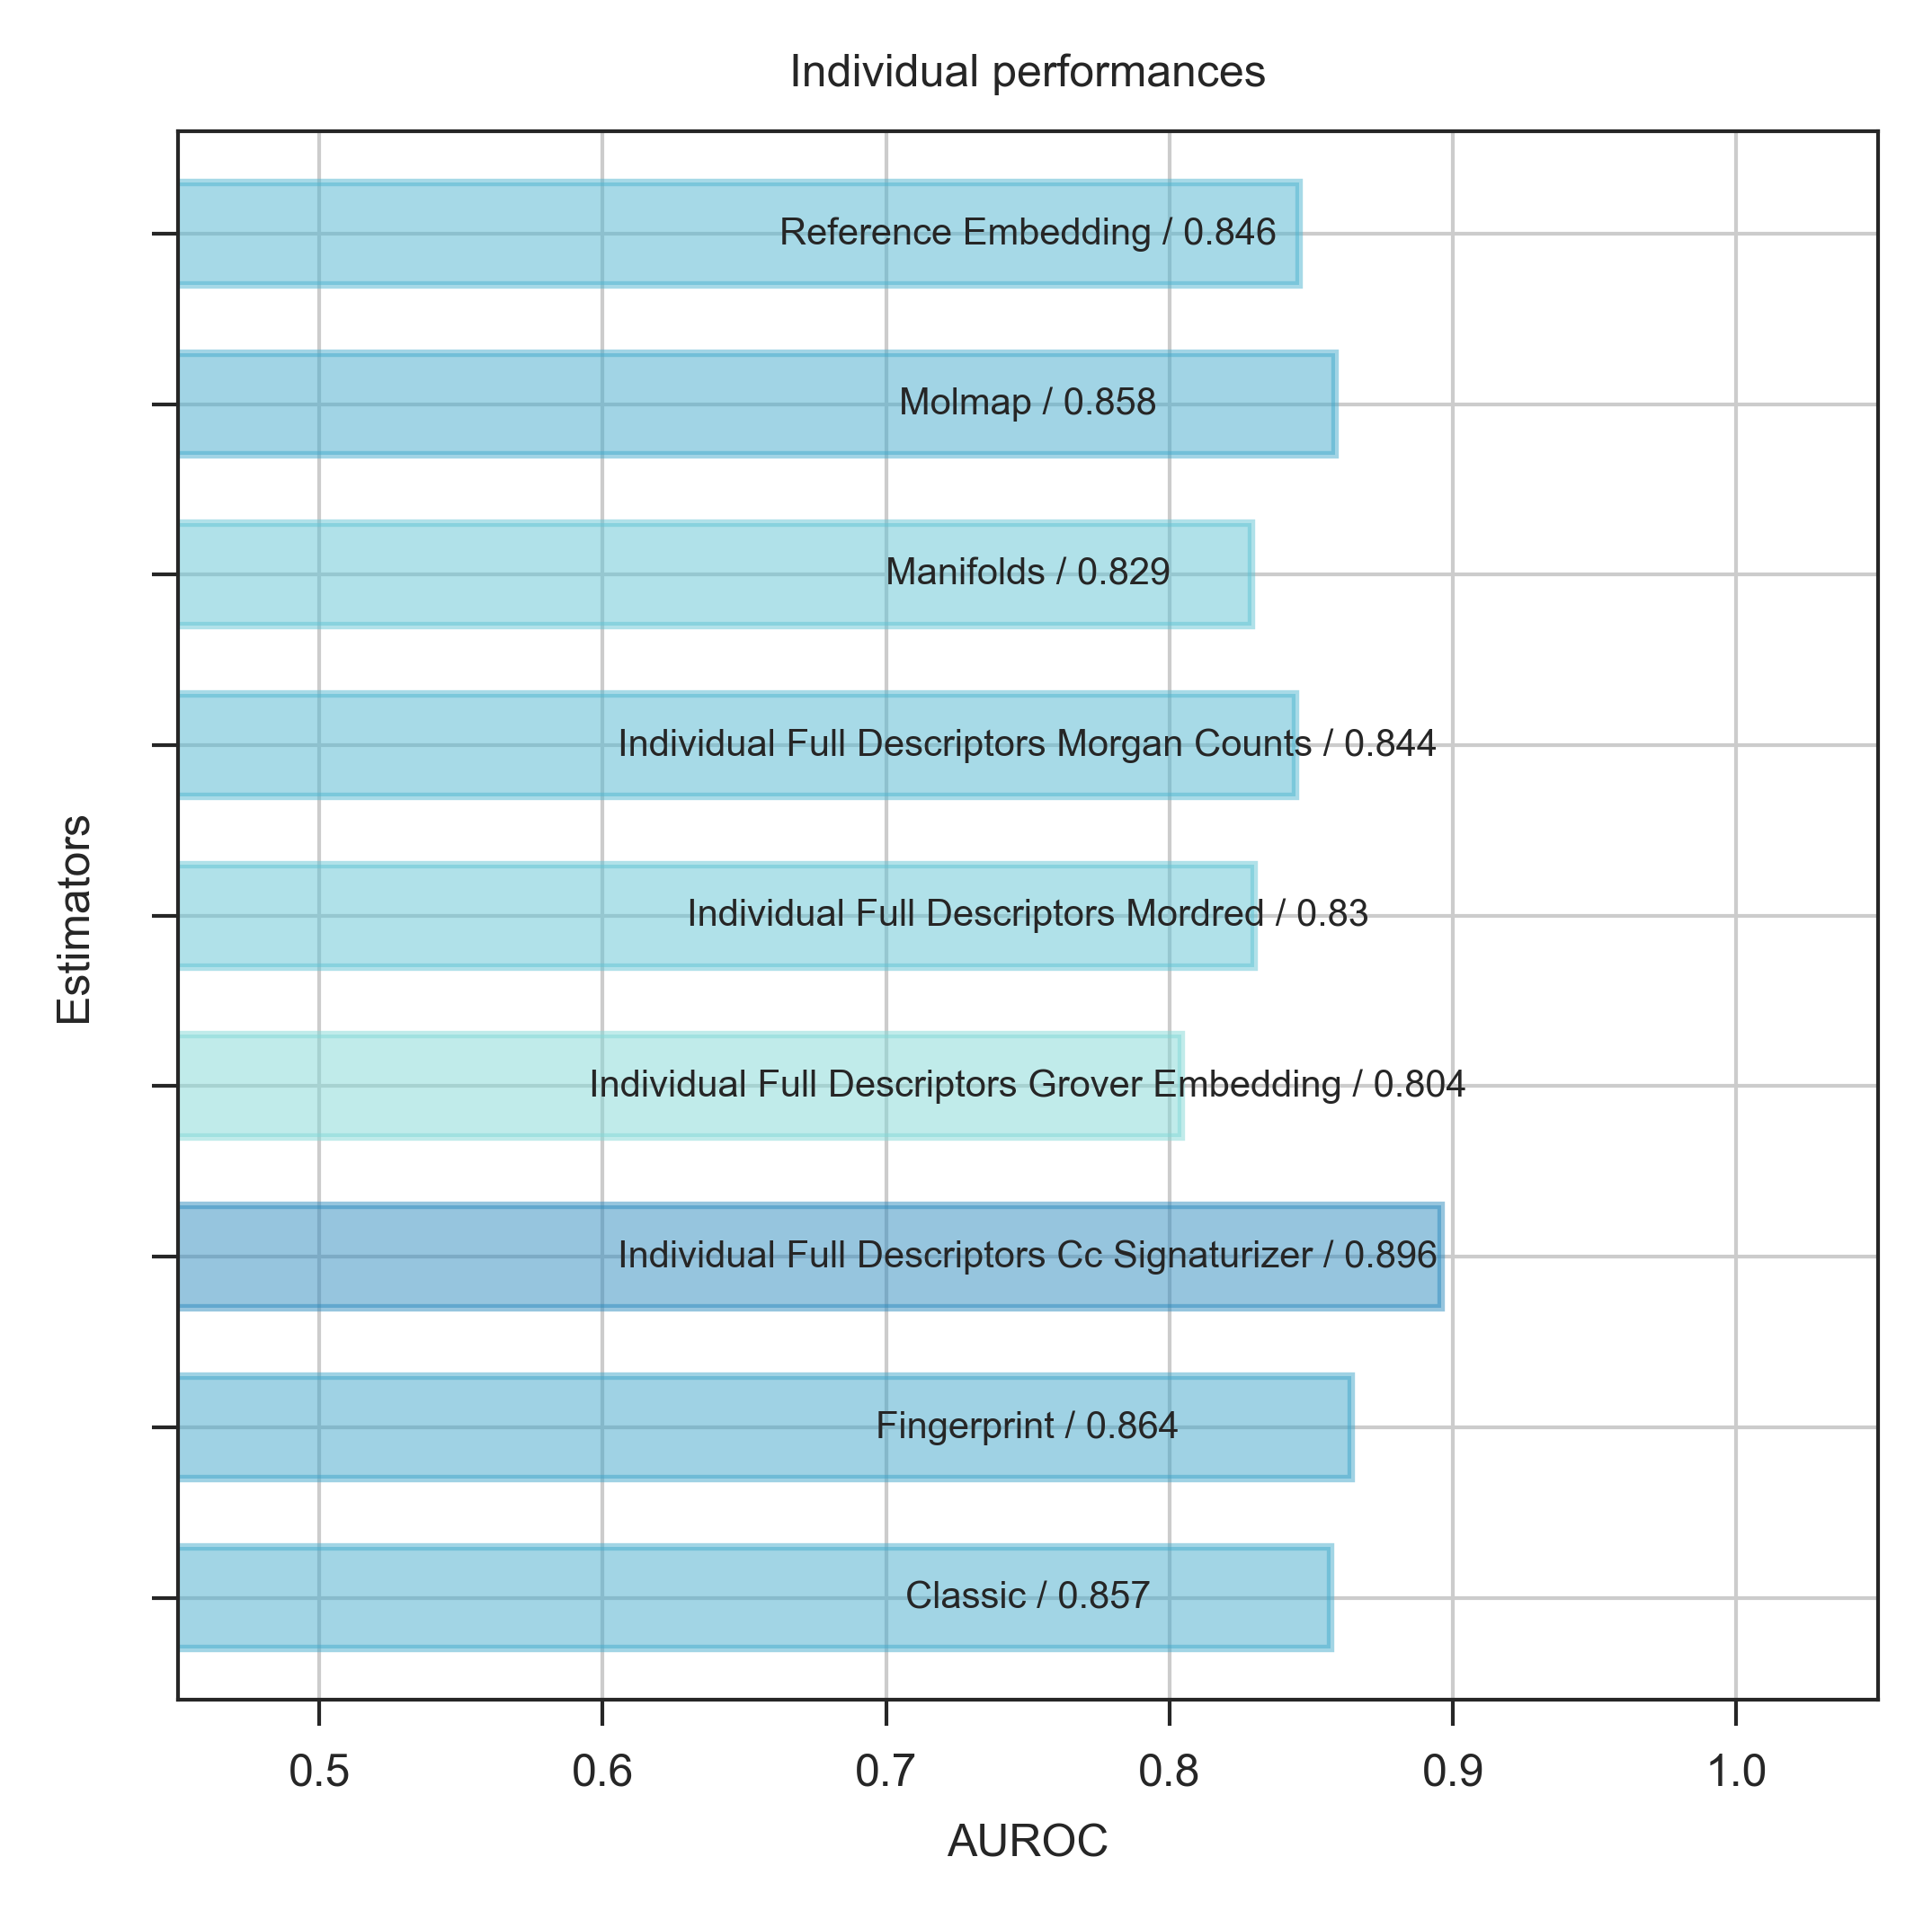 Individual performances
Reference Embedding / 0.846
Molmap / 0.858
Manifolds / 0.829
Individual Full Descriptors Morgan Counts / 0.844
Individual Full Descriptors Mordred / 0.83
Individual Full Descriptors Grover Embedding / 0.804
Individual Full Descriptors Cc Signaturizer / 0.896
Fingerprint / 0.864
Classic / 0.857
Estimators
0.5 0.6 0.7 0.8 0.9 1.0
AUROC